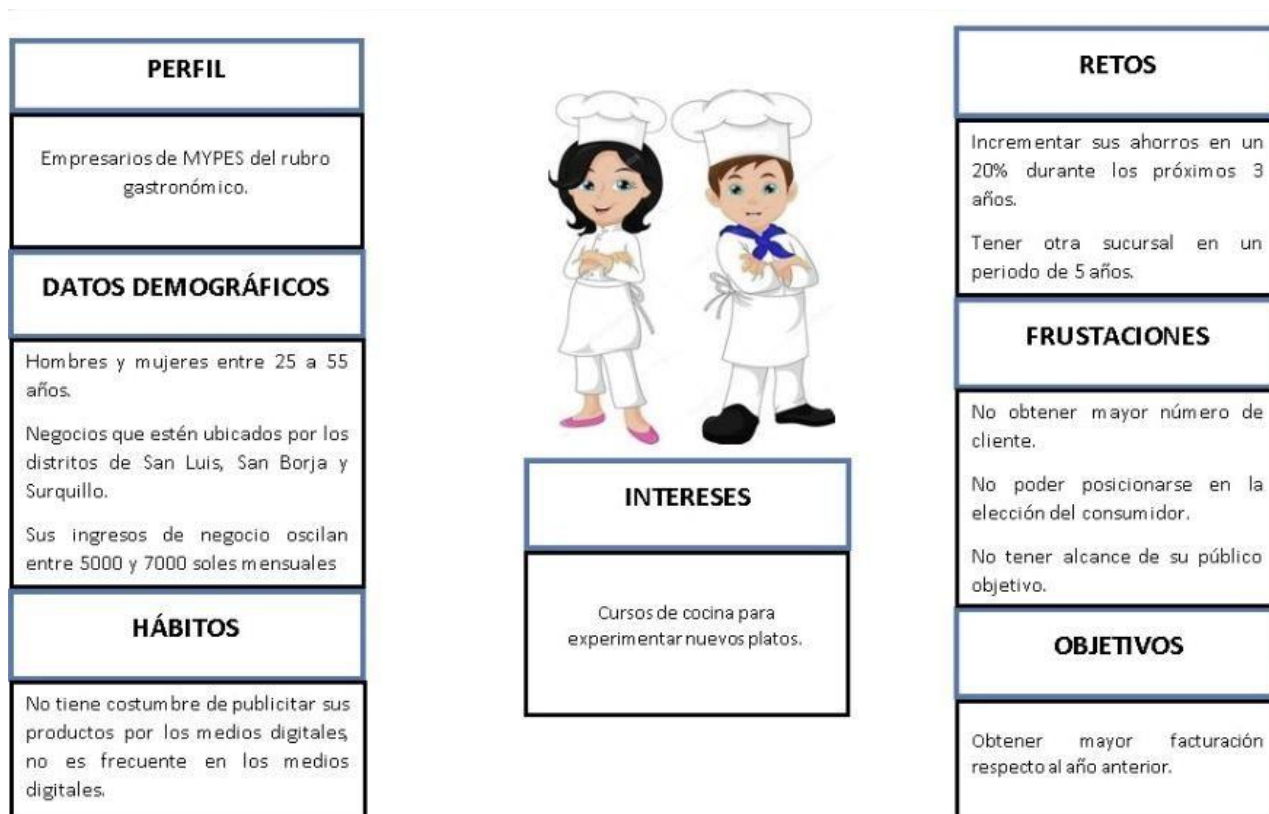 PERFIL
Empresarios de MYPES del rubro
gastronómico.
DATOS DEMOGRÁFICOS
Hombres y mujeres entre 25 a 55
años.
Negocios que estén ubicados por los
distritos de San Luis, San Borja y
Surquillo.
Sus ingresos de negocio oscilan
entre 5000 y 7000 soles mensuales
HÁBITOS
No tiene costumbre de publicitar sus
productos por los medios digitales,
no es frecuente en los medios
digitales.
INTERESES
Cursos de cocina para
experimentar nuevos platos.
RETOS
Incrementar sus ahorros en un
20% durante los próximos 3
años.
Tener otra sucursal en un
periodo de 5 años.
FRUSTACIONES
No obtener mayor número de
cliente.
No poder posicionarse en la
elección del consumidor.
No tener alcance de su público
objetivo.
OBJETIVOS
Obtener mayor facturación
respecto al año anterior.